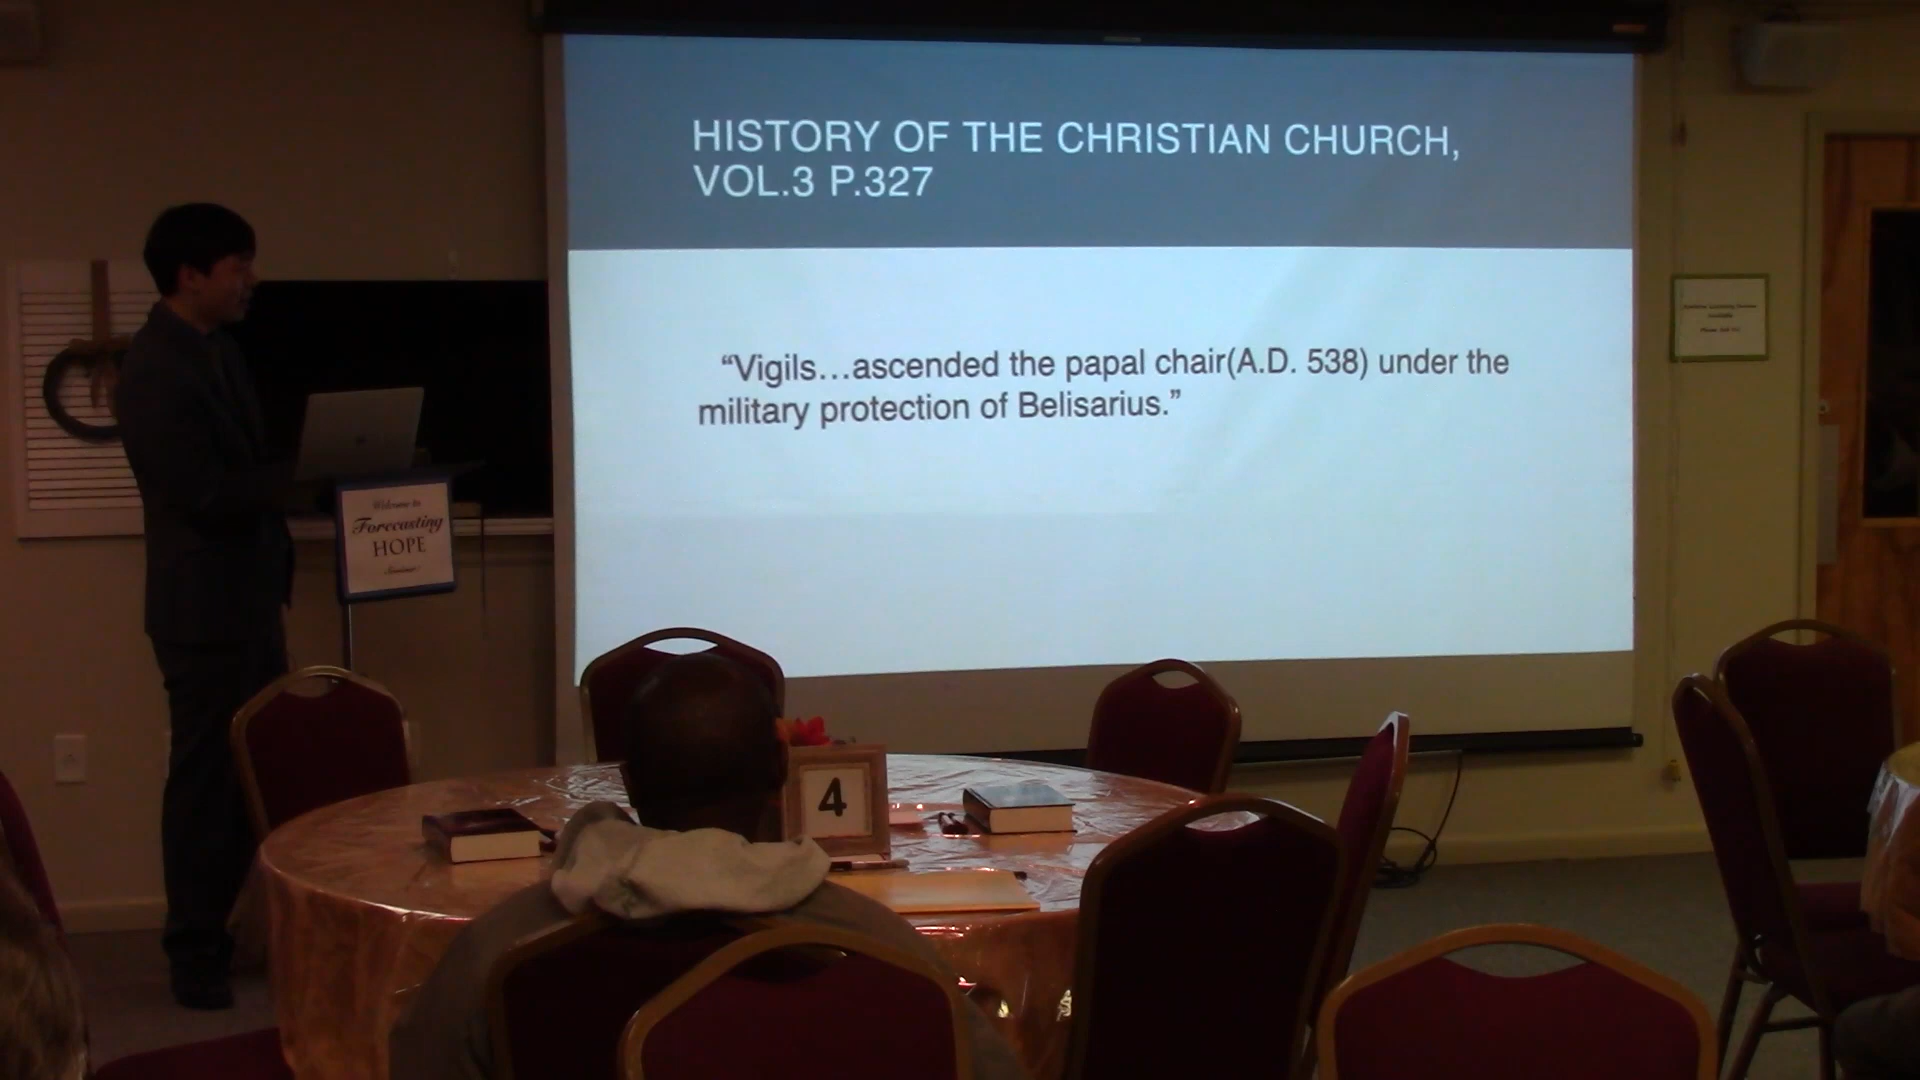 HISTORY OF THE CHRISTIAN CHURCH,
VOL.3 P.327
“Vigils…ascended the papal chair(A.D. 538) under the
military protection of Belisarius.”
Welcome to
Forecasting
HOPE
Seminar
4